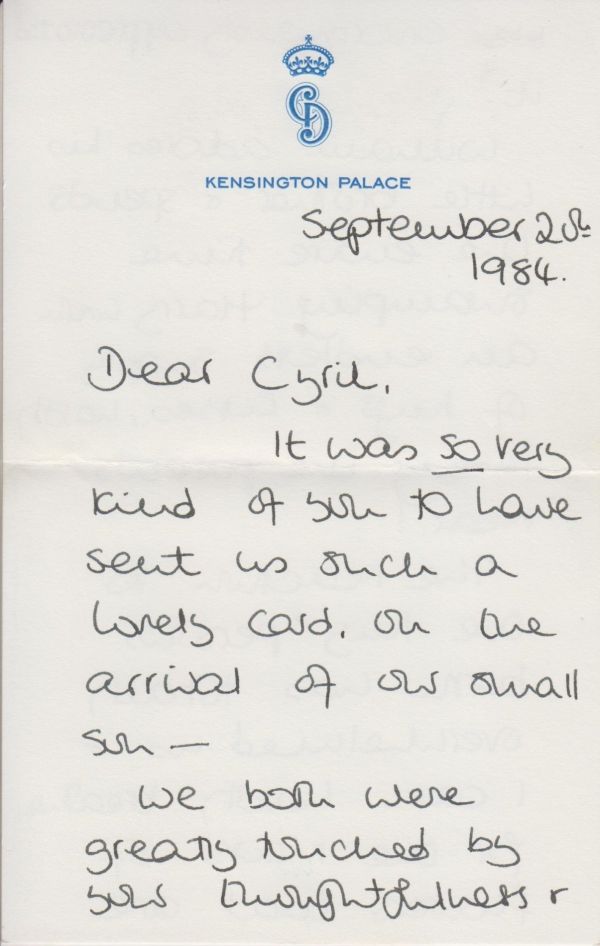 KENSINGTON PALACE
September 20th
1984.
Dear Cyril,
It was so very
kind of you to have
sent us such a
lovely card, on the
arrival of our small
son —
We both were
greatly touched by
your thoughtfulness &